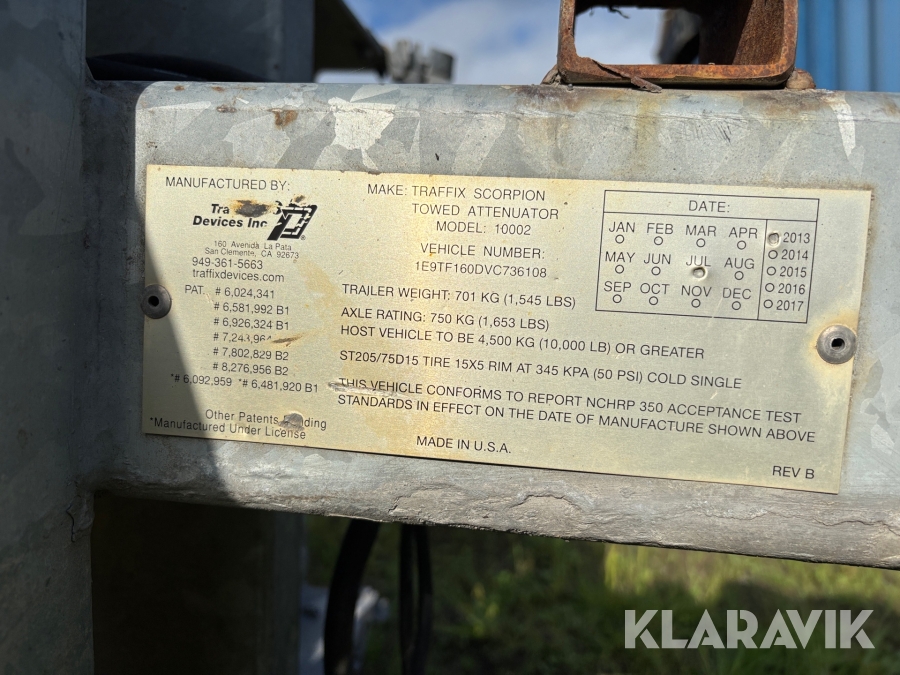 MANUFACTURED BY:
Tra
Devices Inc
160 Avenida La Pata
San Clemente, CA 92673
949-361-5663
traffixdevices.com
PAT. # 6,024,341
# 6,581,992 B1
# 6,926,324 B1
# 7,243,964
# 7,802,829 B2
# 8,276,956 B2
*# 6,092,959 *# 6,481,920 B1
Other Patents Pending
*Manufactured Under License
MAKE: TRAFFIX SCORPION
TOWED ATTENUATOR
MODEL: 10002
VEHICLE NUMBER:
1E9TF160DVC736108
TRAILER WEIGHT: 701 KG (1,545 LBS)
AXLE RATING: 750 KG (1,653 LBS)
HOST VEHICLE TO BE 4,500 KG (10,000 LB) OR GREATER
ST205/75D15 TIRE 15X5 RIM AT 345 KPA (50 PSI) COLD SINGLE
THIS VEHICLE CONFORMS TO REPORT NCHRP 350 ACCEPTANCE TEST
STANDARDS IN EFFECT ON THE DATE OF MANUFACTURE SHOWN ABOVE
MADE IN U.S.A.
DATE:
JAN FEB MAR APR
MAY JUN JUL AUG
SEP OCT NOV DEC
2013
2014
2015
2016
2017
REV B
KLARAVIK